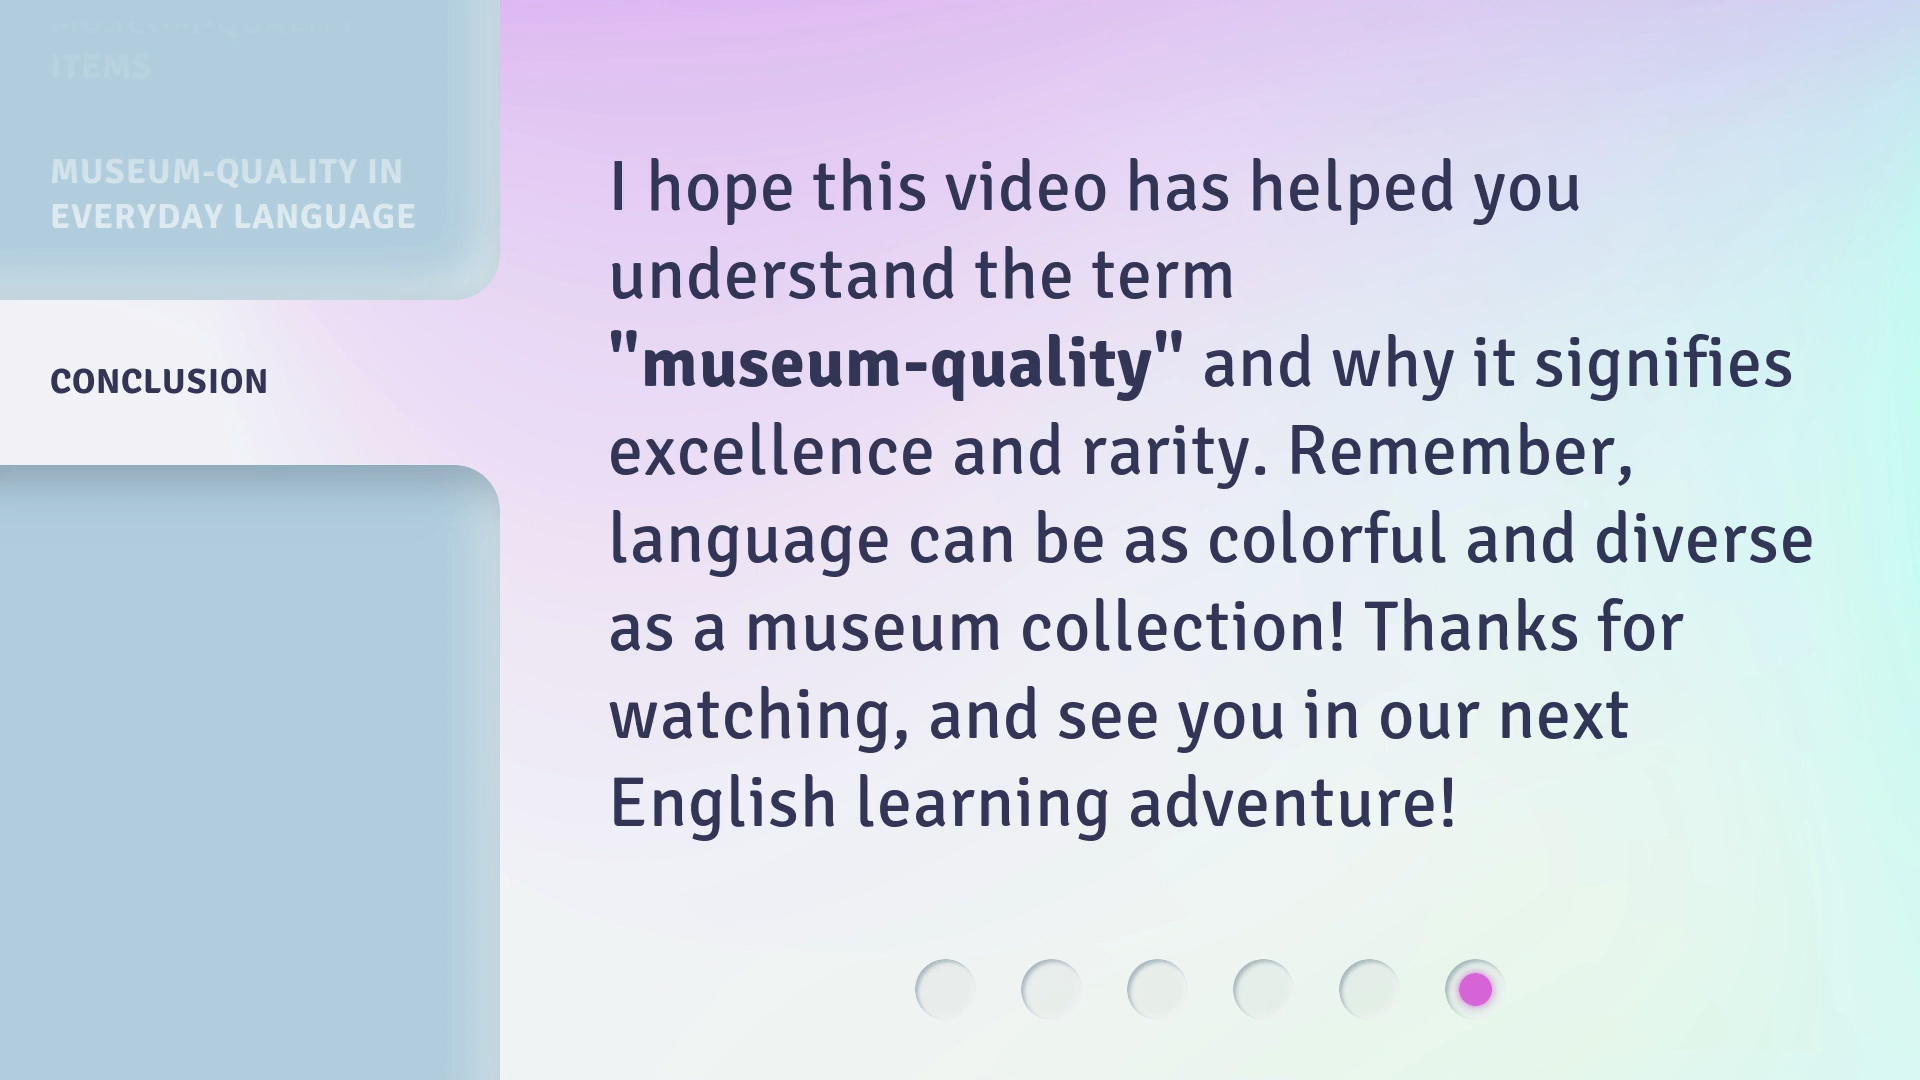 ITEMS
MUSEUM-QUALITY IN
EVERYDAY LANGUAGE
CONCLUSION
I hope this video has helped you
understand the term
"museum-quality" and why it signifies
excellence and rarity. Remember,
language can be as colorful and diverse
as a museum collection! Thanks for
watching, and see you in our next
English learning adventure!